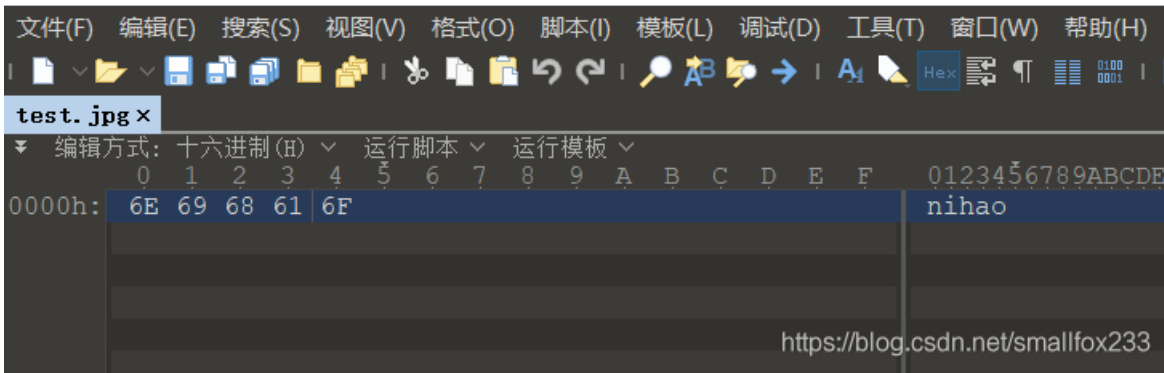 文件(F) 编辑(E) 搜索(S) 视图(V) 格式(O) 脚本(I) 模板(L) 调试(D) 工具(T) 窗口(W) 帮助(H)
Hex
test.jpg ×
编辑方式: 十六进制(H) 运行脚本 运行模板
0 1 2 3 4 5 6 7 8 9 A B C D E F 0123456789ABCDE
0000h: 6E 69 68 61 6F nihao
https://blog.csdn.net/smallfox233